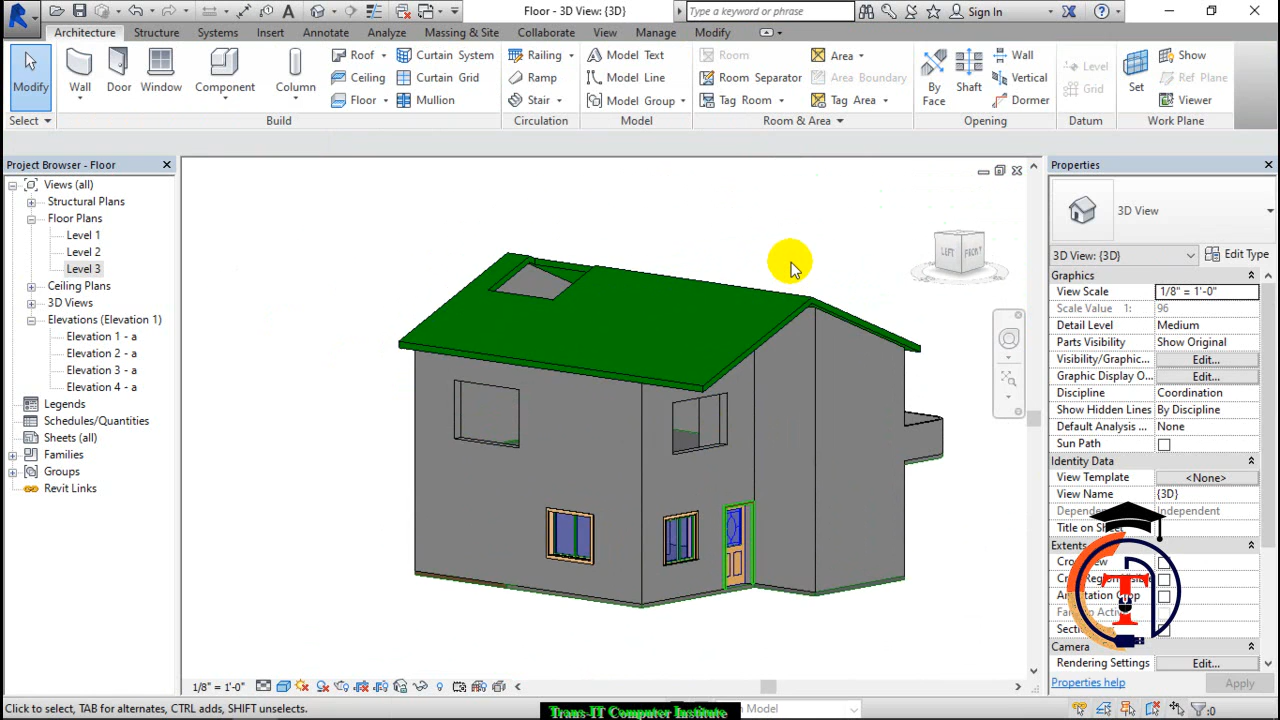 Floor - 3D View: {3D}
Type a keyword or phrase
Sign In
Architecture Structure Systems Insert Annotate Analyze Massing & Site Collaborate View Manage Modify
Modify
Wall
Door
Window
Component
Column
Roof
Ceiling
Floor
Curtain System
Curtain Grid
Mullion
Railing
Ramp
Stair
Model Text
Model Line
Model Group
Room
Room Separator
Tag Room
Area
Area Boundary
Tag Area
By Face
Shaft
Wall
Vertical
Dormer
Level
Grid
Set
Show
Ref Plane
Viewer
Select Build Circulation Model Room & Area Opening Datum Work Plane
Project Browser - Floor
Views (all)
Structural Plans
Floor Plans
Level 1
Level 2
Level 3
Ceiling Plans
3D Views
Elevations (Elevation 1)
Elevation 1 - a
Elevation 2 - a
Elevation 3 - a
Elevation 4 - a
Legends
Schedules/Quantities
Sheets (all)
Families
Groups
Revit Links
LEFT FRONT
Properties
3D View
3D View: {3D} Edit Type
Graphics
View Scale 1/8" = 1'-0"
Scale Value 1: 96
Detail Level Medium
Parts Visibility Show Original
Visibility/Graphic... Edit...
Graphic Display O... Edit...
Discipline Coordination
Show Hidden Lines By Discipline
Default Analysis ... None
Sun Path
Identity Data
View Template <None>
View Name {3D}
Independent
Title on Sheet
Extents
Camera
Rendering Settings Edit...
Properties help Apply
1/8" = 1'-0"
Click to select, TAB for alternates, CTRL adds, SHIFT unselects.
Trans-IT Computer Institute
Model
:0